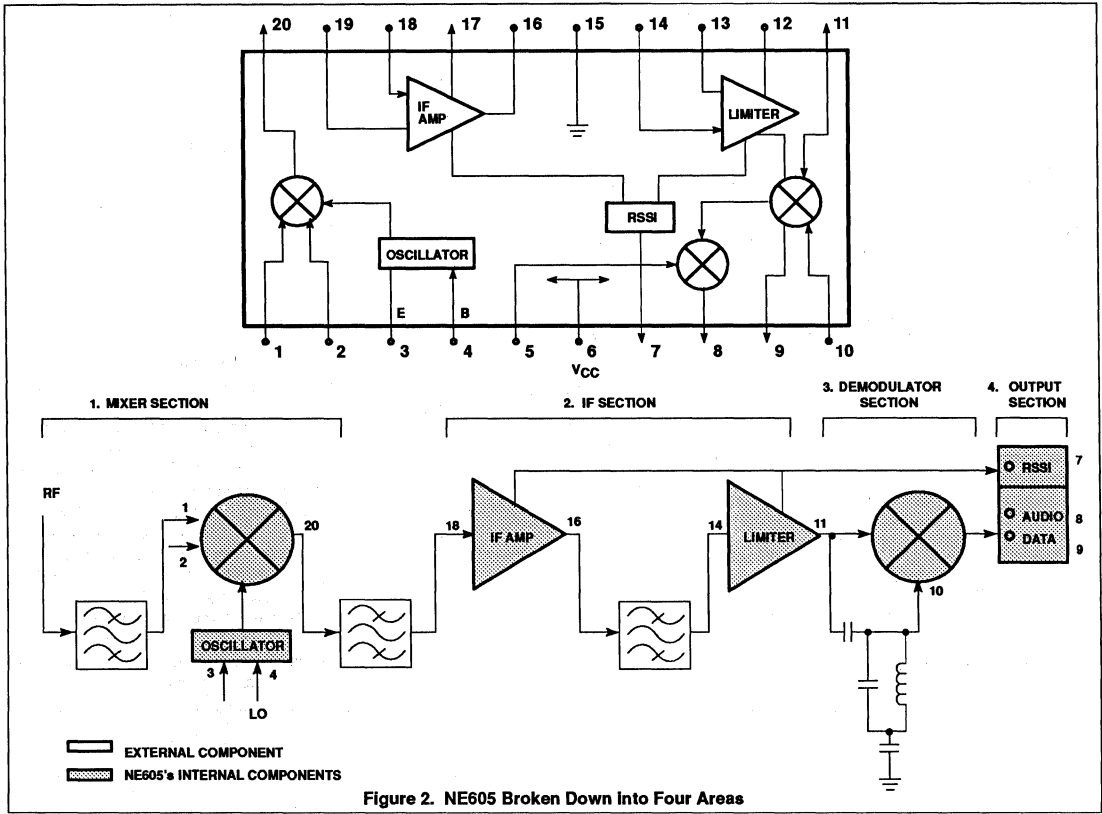 20 19 18 17 16 15 14 13 12 11
IF
AMP
LIMITER
RSSI
OSCILLATOR
E
B
1 2 3 4 5 6 7 8 9 10
VCC
1. MIXER SECTION
2. IF SECTION
3. DEMODULATOR
SECTION
4. OUTPUT
SECTION
RF
1
2
20
18
IF AMP
16
14
LIMITER
11
10
RSSI
7
AUDIO
8
DATA
9
OSCILLATOR
3
4
LO
EXTERNAL COMPONENT
NE605's INTERNAL COMPONENTS
Figure 2. NE605 Broken Down into Four Areas